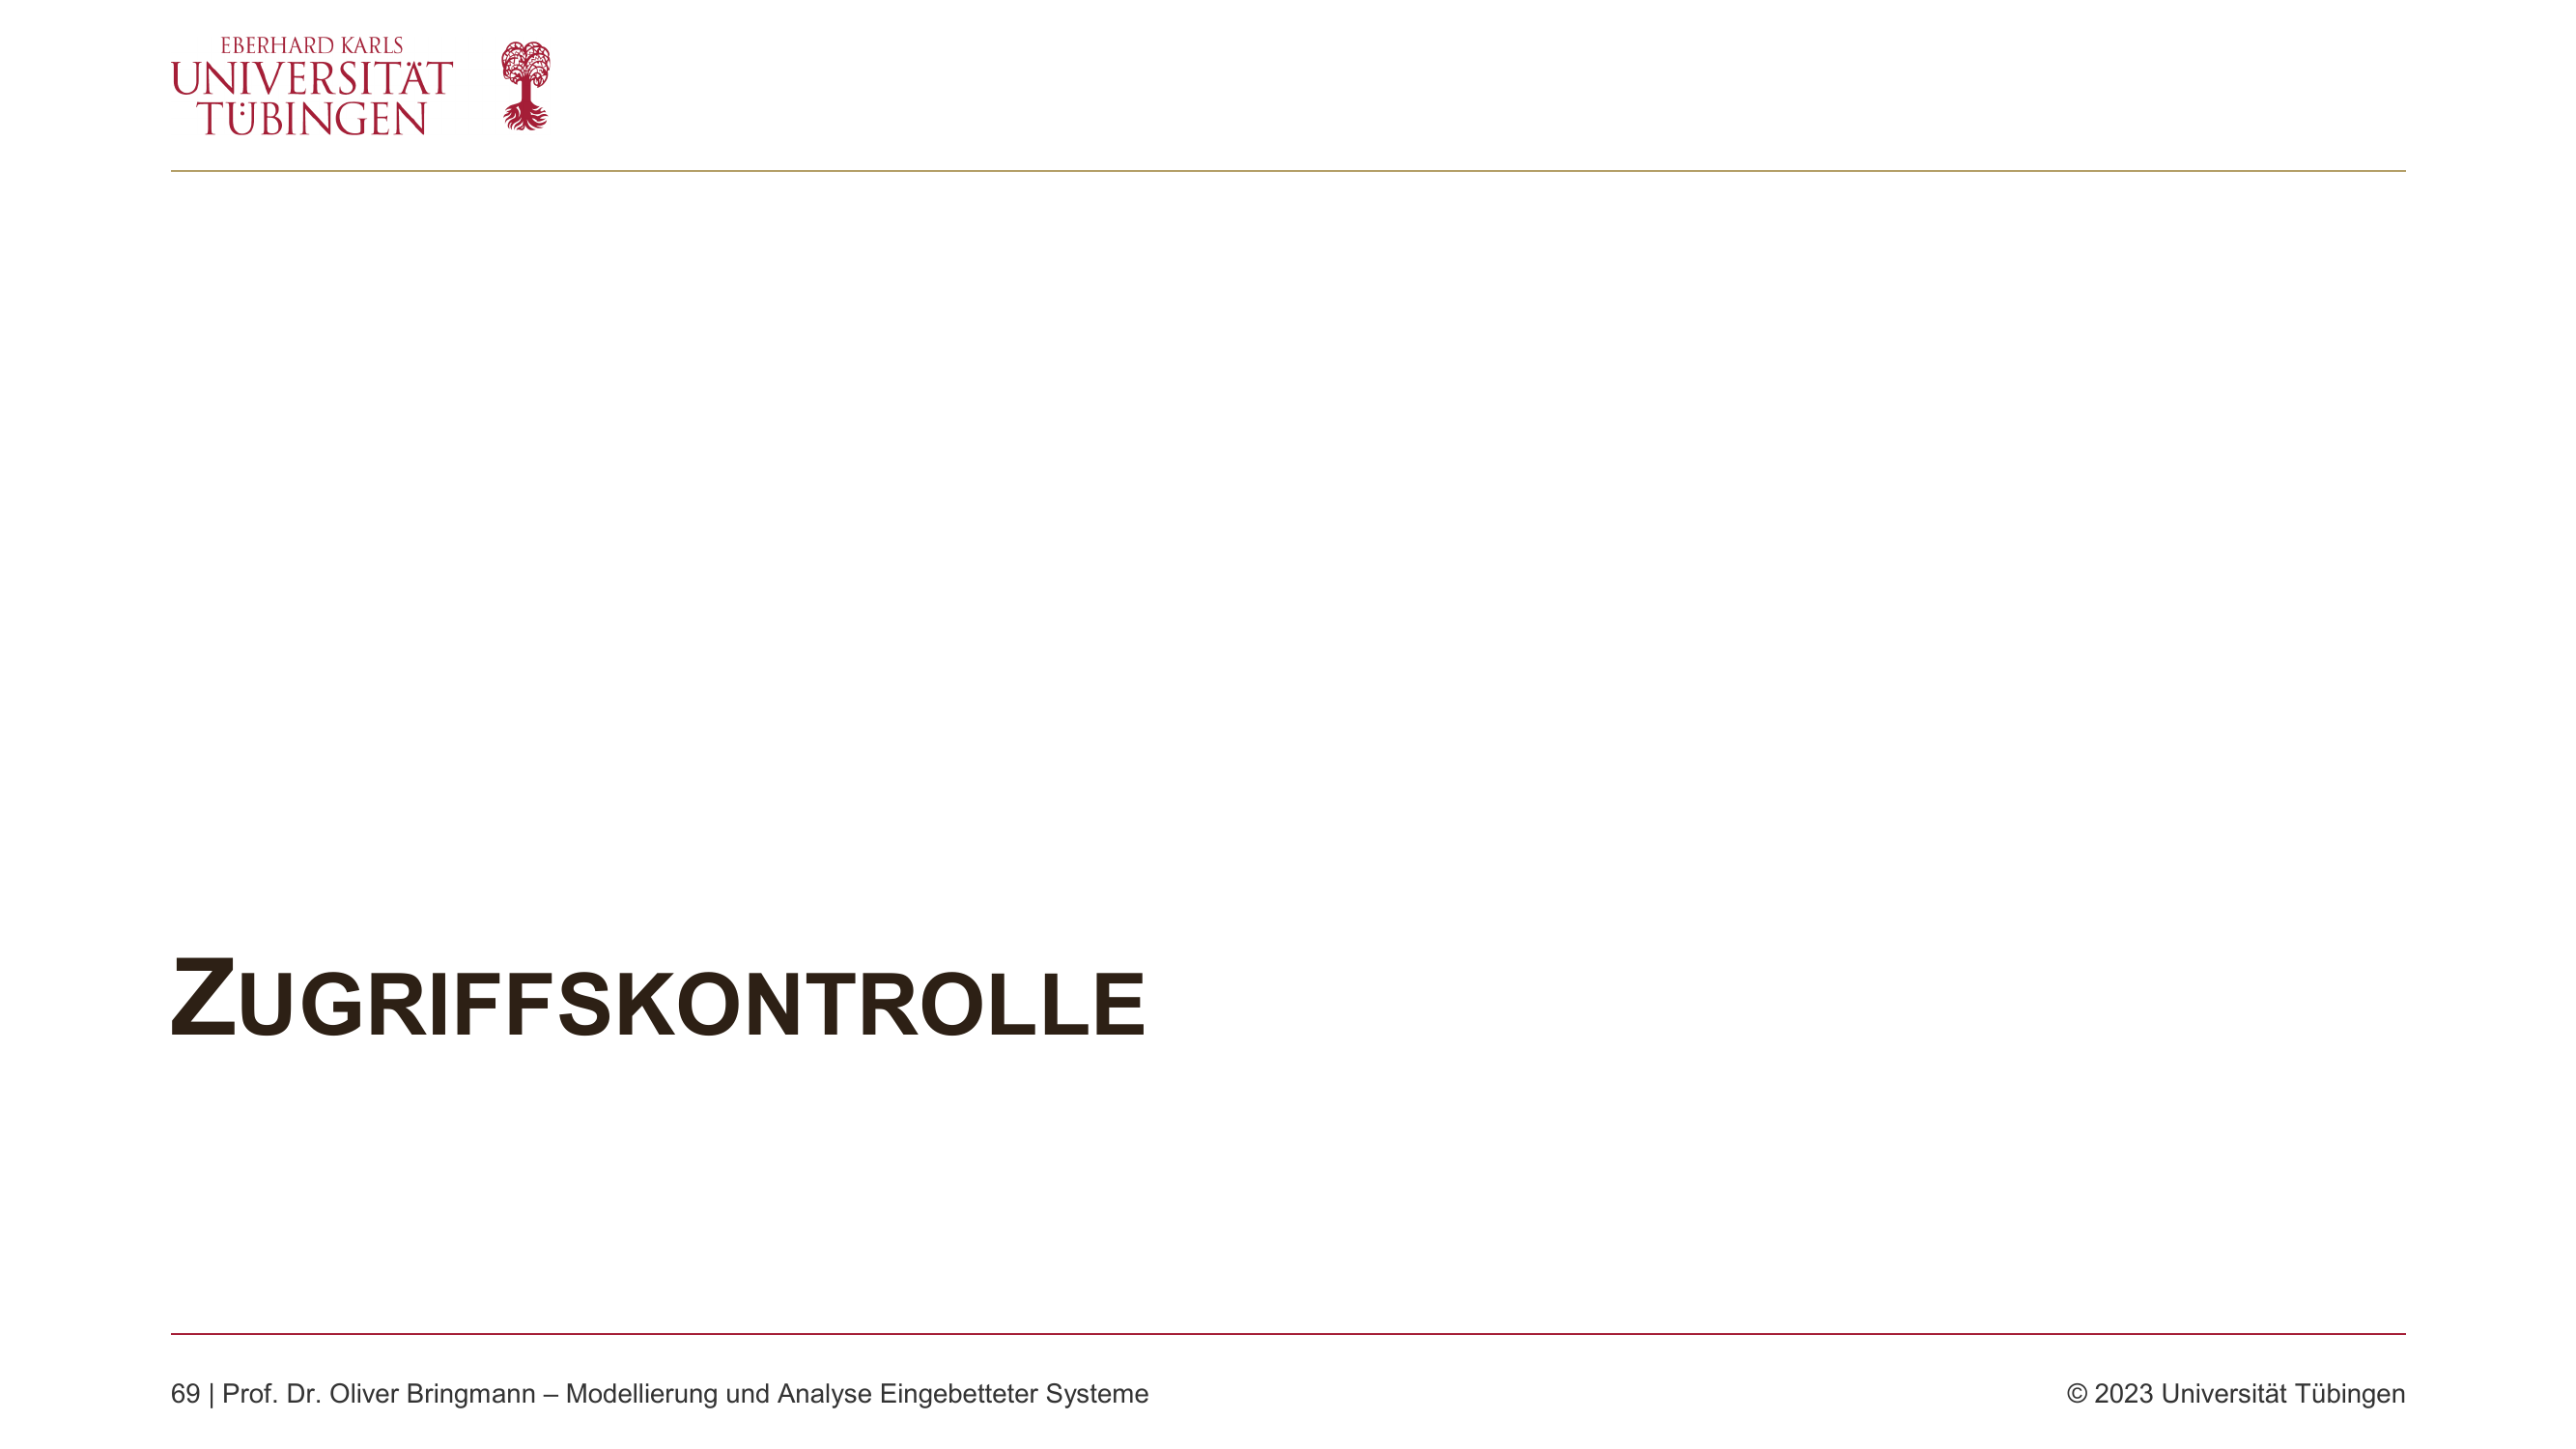 EBERHARD KARLS
UNIVERSITÄT
TÜBINGEN
ZUGRIFFSKONTROLLE
69 | Prof. Dr. Oliver Bringmann – Modellierung und Analyse Eingebetteter Systeme
© 2023 Universität Tübingen